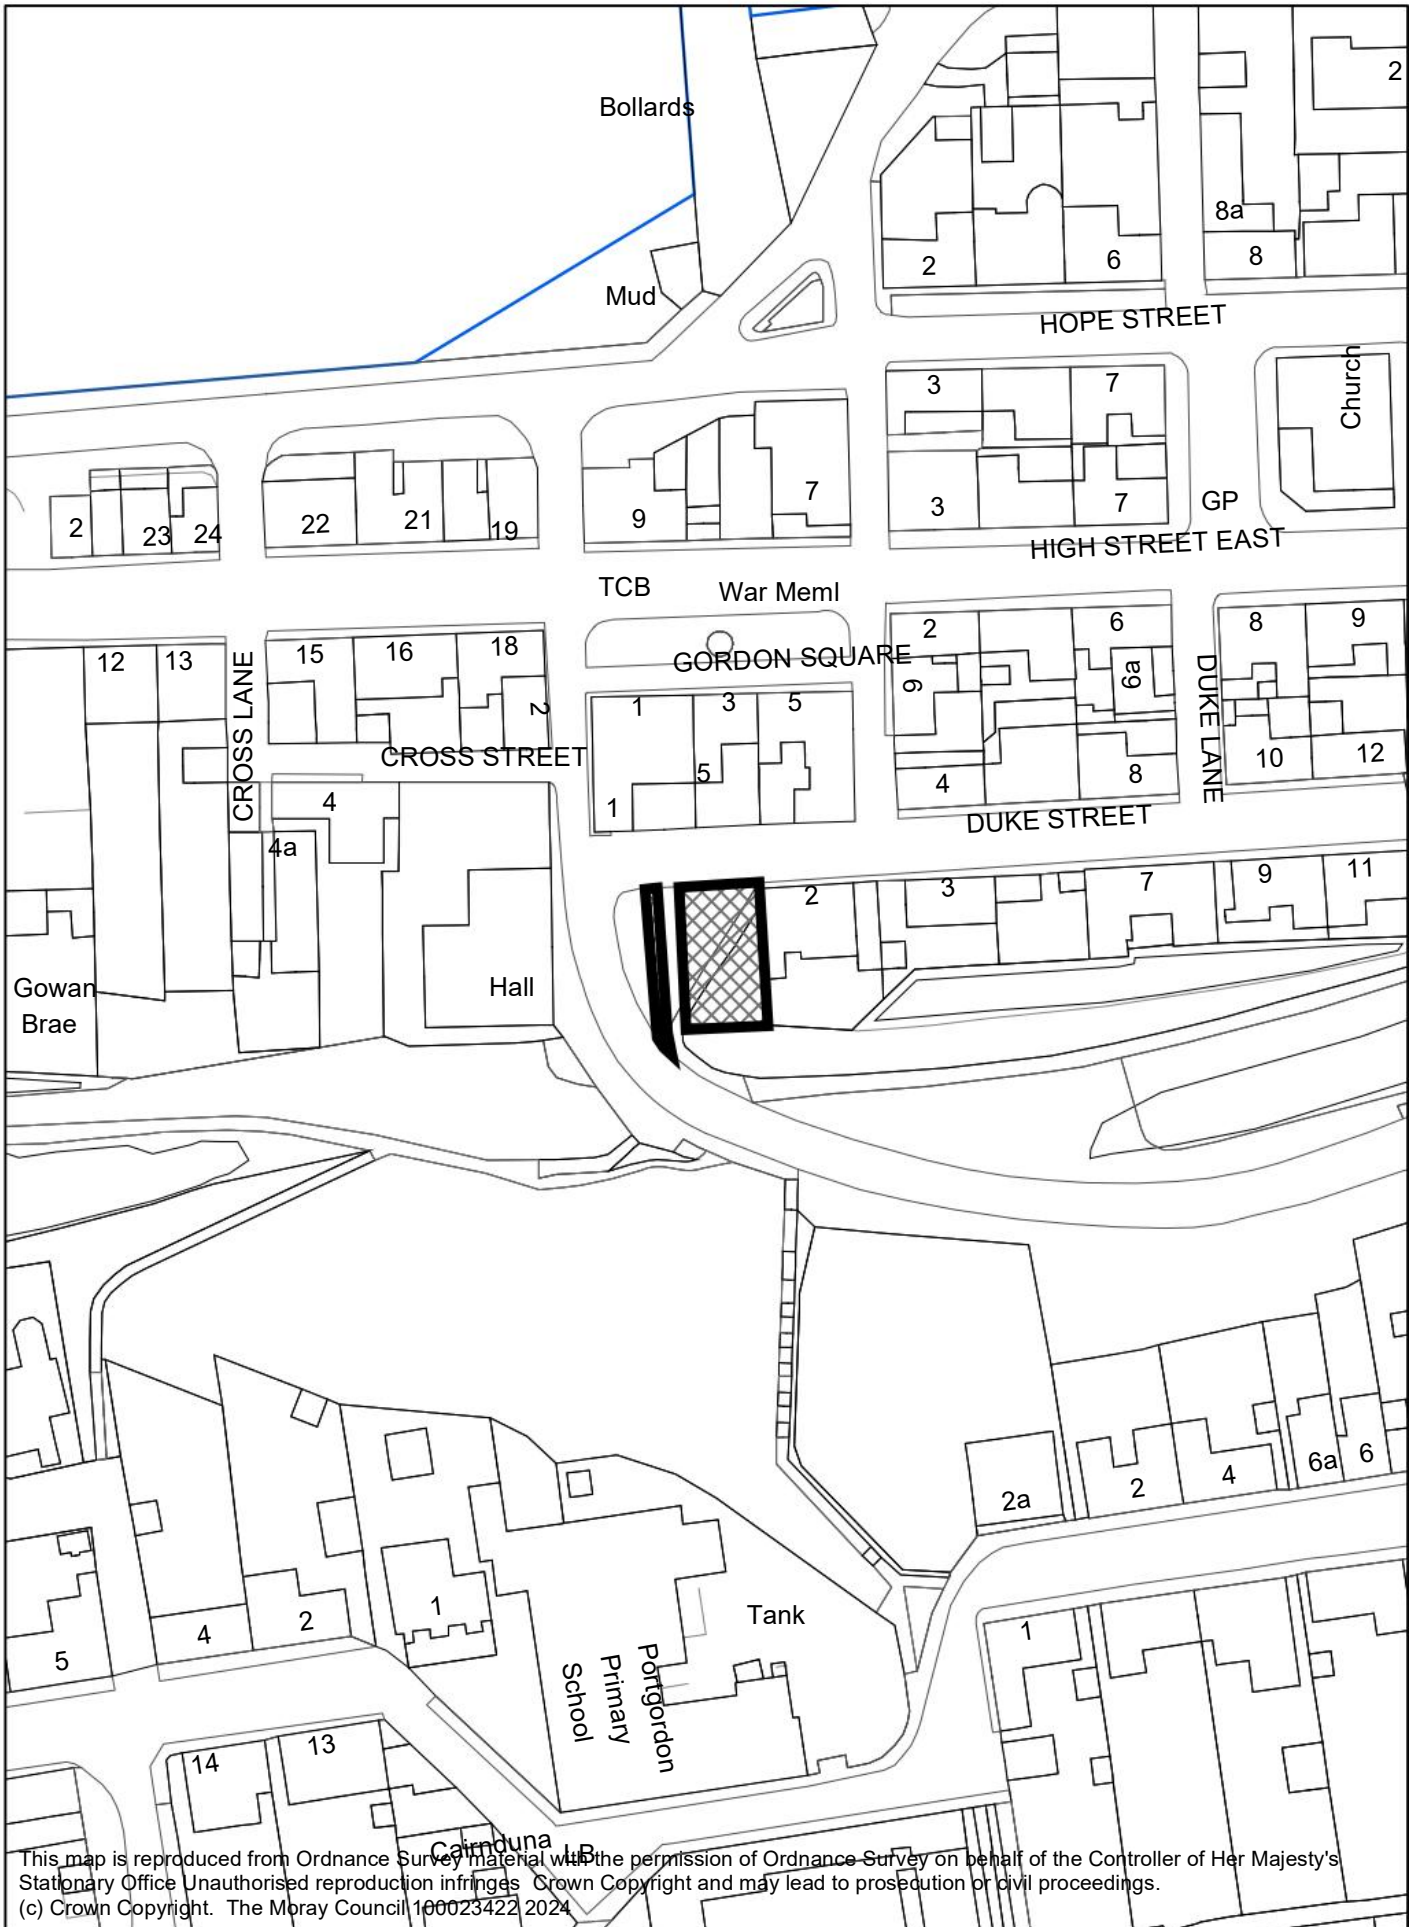 Bollards
2
8a
2
6
8
Mud
HOPE STREET
3
7
Church
2
23
24
22
21
19
9
7
3
7
GP
HIGH STREET EAST
TCB
War Meml
2
6
8
9
12
13
CROSS LANE
15
16
18
2
GORDON SQUARE
1
3
5
9
6a
DUKE LANE
CROSS STREET
5
1
4
8
10
12
4
4a
DUKE STREET
2
3
7
9
11
Gowan
Brae
Hall
2a
2
4
6a
6
5
4
2
1
Tank
1
Portgordon
Primary
School
14
13
Cairnduna
LB
This map is reproduced from Ordnance Survey material with the permission of Ordnance Survey on behalf of the Controller of Her Majesty's
Stationary Office Unauthorised reproduction infringes Crown Copyright and may lead to prosecution or civil proceedings.
(c) Crown Copyright. The Moray Council 100023422 2024